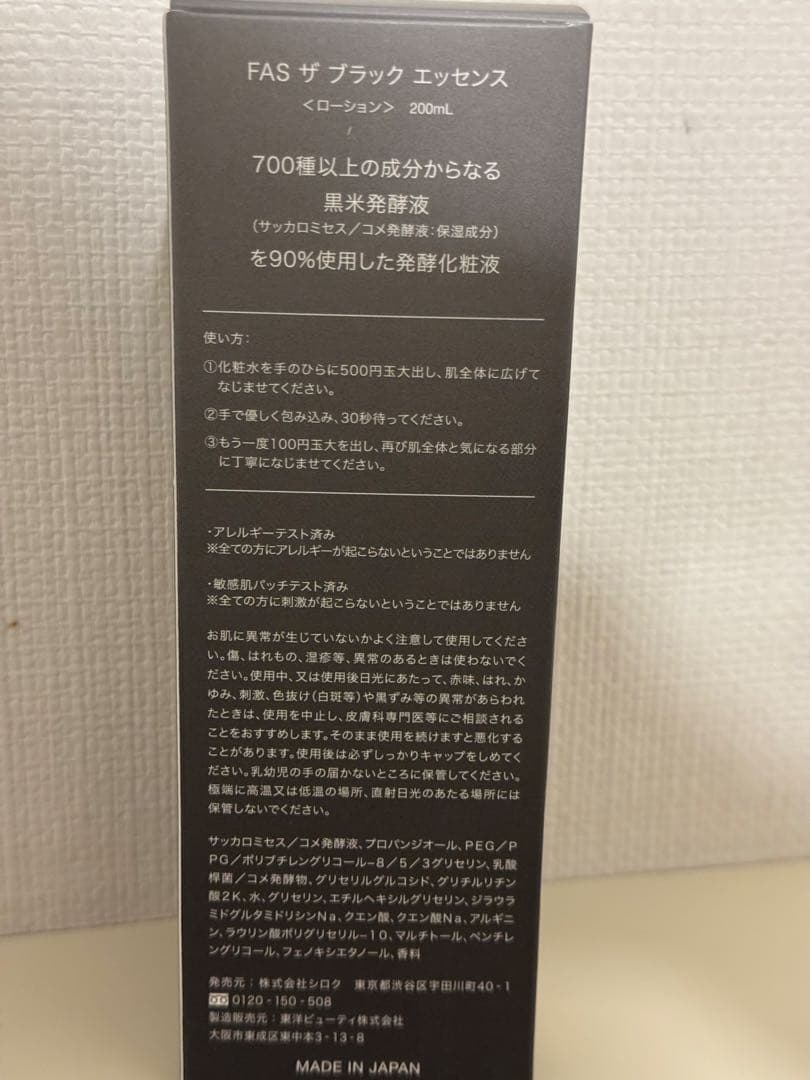 FAS ザ ブラック エッセンス
＜ローション＞ 200mL
700種以上の成分からなる
黒米発酵液
（サッカロミセス／コメ発酵液：保湿成分）
を90%使用した発酵化粧液
使い方：
①化粧水を手のひらに500円玉大出し、肌全体に広げて
なじませてください。
②手で優しく包み込み、30秒待ってください。
③もう一度100円玉大を出し、再び肌全体と気になる部分
に丁寧になじませてください。
・アレルギーテスト済み
※全ての方にアレルギーが起こらないということではありません
・敏感肌パッチテスト済み
※全ての方に刺激が起こらないということではありません
お肌に異常が生じていないかよく注意して使用してくださ
い。傷、はれもの、湿疹等、異常のあるときは使わないでく
ださい。使用中、又は使用後日光にあたって、赤味、はれ、か
ゆみ、刺激、色抜け（白斑等）や黒ずみ等の異常があらわれ
たときは、使用を中止し、皮膚科専門医等にご相談される
ことをおすすめします。そのまま使用を続けますと悪化する
ことがあります。使用後は必ずしっかりキャップをしめてく
ださい。乳幼児の手の届かないところに保管してください。
極端に高温又は低温の場所、直射日光のあたる場所には
保管しないでください。
サッカロミセス／コメ発酵液、プロパンジオール、PEG／P
PG／ポリブチレングリコール-8／5／3グリセリン、乳酸
桿菌／コメ発酵物、グリセリルグルコシド、グリチルリチン
酸2K、水、グリセリン、エチルヘキシルグリセリン、ジラウラ
ミドグルタミドリシンNa、クエン酸、クエン酸Na、アルギニ
ン、ラウリン酸ポリグリセリル-10、マルチトール、ペンチレ
ングリコール、フェノキシエタノール、香料
発売元：株式会社シロク 東京都渋谷区宇田川町40-1
0120-150-508
製造販売元：東洋ビューティ株式会社
大阪市東成区東中本3-13-8
MADE IN JAPAN